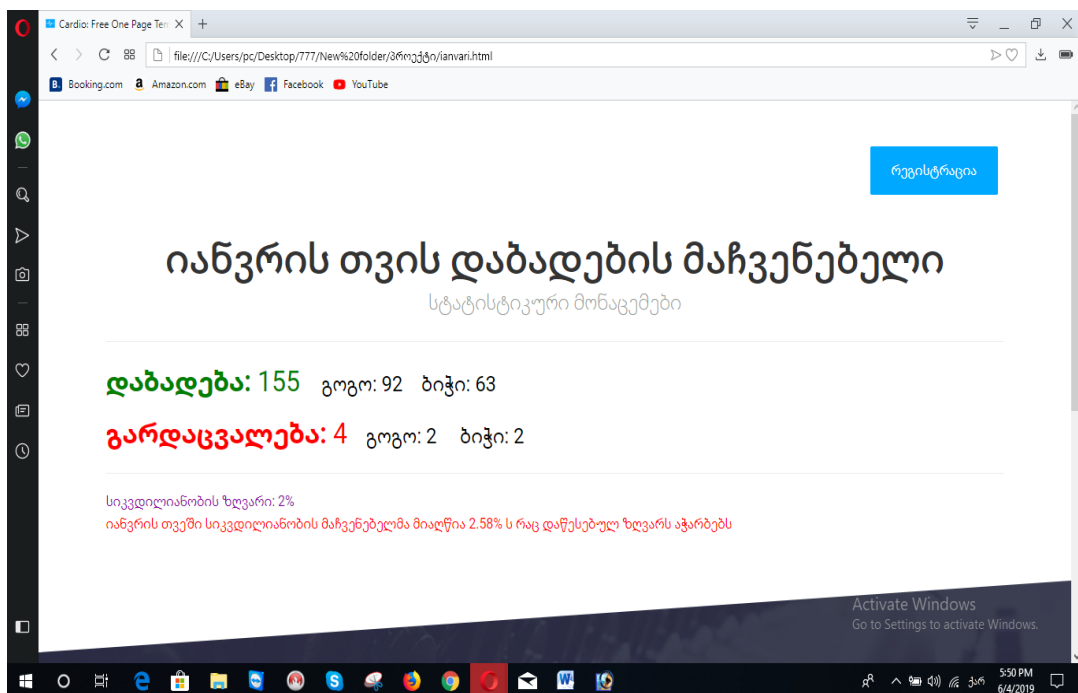 Cardio: Free One Page Tem
file:///C:/Users/pc/Desktop/777/New%20folder/პროექტი/ianvari.html
Booking.com Amazon.com eBay Facebook YouTube
რეგისტრაცია
იანვრის თვის დაბადების მაჩვენებელი
სტატისტიკური მონაცემები
დაბადება: 155 გოგო: 92 ბიჭი: 63
გარდაცვალება: 4 გოგო: 2 ბიჭი: 2
სიკვდილიანობის ზღვარი: 2%
იანვრის თვეში სიკვდილიანობის მაჩვენებელმა მიაღწია 2.58% ს რაც დაწესებულ ზღვარს აჭარბებს
Activate Windows
Go to Settings to activate Windows.
ქარ 5:50 PM
6/4/2019